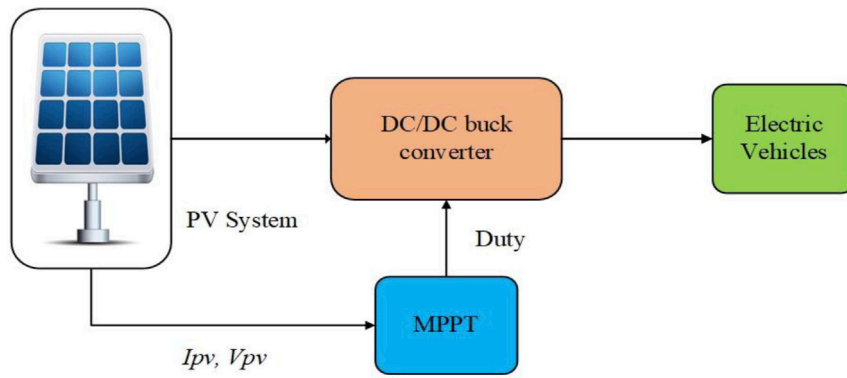 DC/DC buck
converter
Electric
Vehicles
PV System
Duty
MPPT
Ipv, Vpv